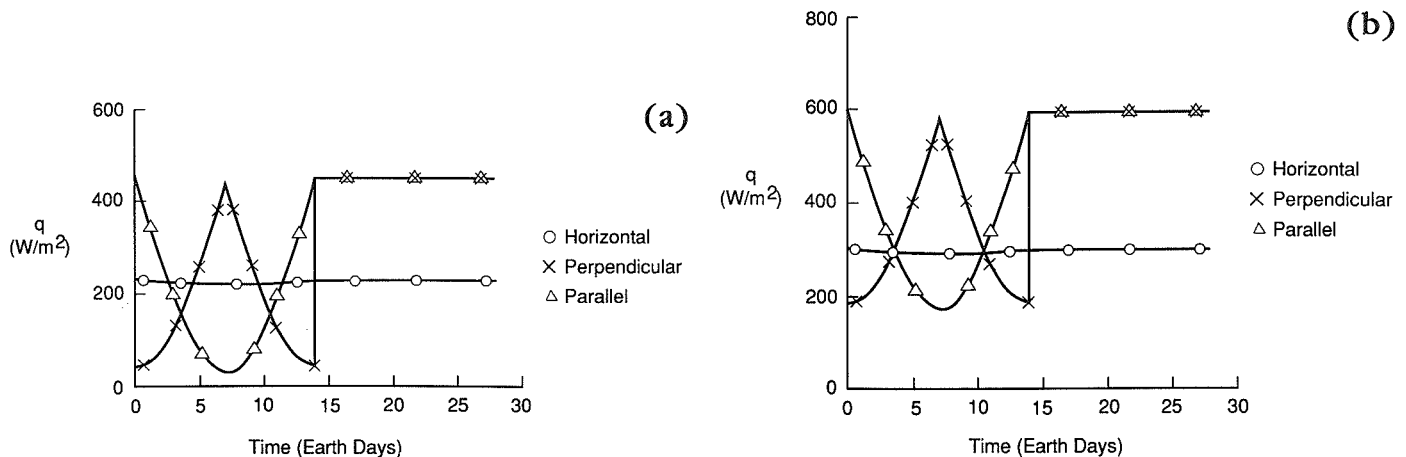 (a)
600
400
200
0
q
(W/m²)
0 5 10 15 20 25 30
Time (Earth Days)
Horizontal
Perpendicular
Parallel
(b)
800
600
400
200
0
q
(W/m²)
0 5 10 15 20 25 30
Time (Earth Days)
Horizontal
Perpendicular
Parallel